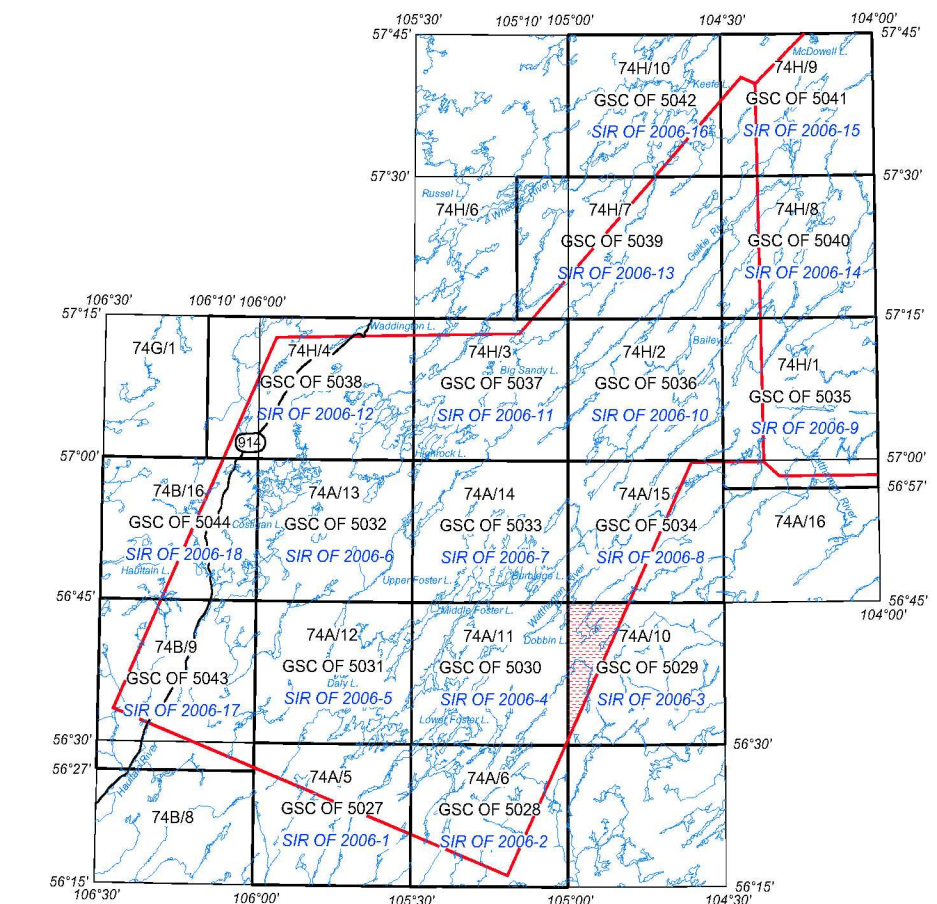 105°30' 105°10' 105°00' 104°30' 104°00'
57°45' 57°45'
McDowell L.
74H/10 74H/9
Keefe L.
GSC OF 5042 GSC OF 5041
SIR OF 2006-16 SIR OF 2006-15
57°30' 57°30'
Russel L.
Wheeler River
74H/6 74H/7 74H/8
Geikie River
GSC OF 5039 GSC OF 5040
SIR OF 2006-13 SIR OF 2006-14
106°30' 106°10' 106°00'
57°15' 57°15'
Waddington L.
Bailey L.
74G/1 74H/4 74H/3 74H/2 74H/1
Big Sandy L.
GSC OF 5038 GSC OF 5037 GSC OF 5036 GSC OF 5035
SIR OF 2006-12 SIR OF 2006-11 SIR OF 2006-10 SIR OF 2006-9
914
Highrock L.
57°00' 57°00'
56°57'
River
74B/16 74A/13 74A/14 74A/15 74A/16
GSC OF 5044 GSC OF 5032 GSC OF 5033 GSC OF 5034
Costigan L.
SIR OF 2006-18 SIR OF 2006-6 SIR OF 2006-7 SIR OF 2006-8
Haultain L.
Upper Foster L.
56°45' 56°45'
104°00'
Middle Foster L.
Dobbin L.
74B/9 74A/12 74A/11 74A/10
GSC OF 5043 GSC OF 5031 GSC OF 5030 GSC OF 5029
Daly L.
SIR OF 2006-17 SIR OF 2006-5 SIR OF 2006-4 SIR OF 2006-3
Lower Foster L.
56°30' 56°30'
56°27'
Haultain River
74B/8 74A/5 74A/6
GSC OF 5027 GSC OF 5028
SIR OF 2006-1 SIR OF 2006-2
56°15' 56°15'
106°30' 106°00' 105°30' 105°00' 104°30'